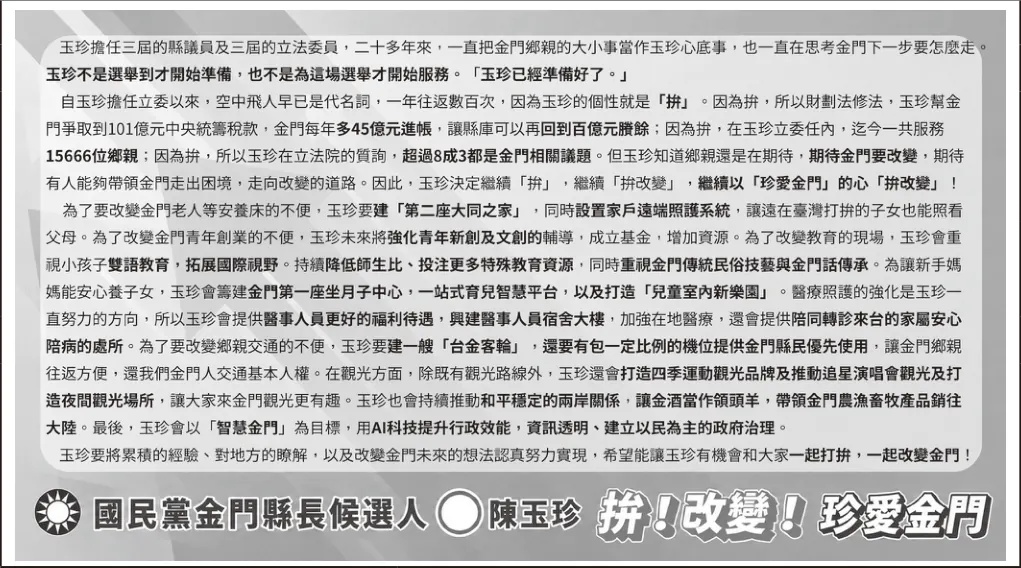 玉珍擔任三屆的縣議員及三屆的立法委員，二十多年來，一直把金門鄉親的大小事當作玉珍心底事，也一直在思考金門下一步要怎麼走。
玉珍不是選舉到才開始準備，也不是為這場選舉才開始服務。「玉珍已經準備好了。」
自玉珍擔任立委以來，空中飛人早已是代名詞，一年往返數百次，因為玉珍的個性就是「拚」。因為拚，所以財劃法修法，玉珍幫金
門爭取到101億元中央統籌稅款，金門每年多45億元進帳，讓縣庫可以再回到百億元賸餘；因為拚，在玉珍立委任內，迄今一共服務
15666位鄉親；因為拚，所以玉珍在立法院的質詢，超過8成3都是金門相關議題。但玉珍知道鄉親還是在期待，期待金門要改變，期待
有人能夠帶領金門走出困境，走向改變的道路。因此，玉珍決定繼續「拚」，繼續「拚改變」，繼續以「珍愛金門」的心「拚改變」！
為了要改變金門老人等安養床的不便，玉珍要建「第二座大同之家」，同時設置家戶遠端照護系統，讓遠在臺灣打拚的子女也能照看
父母。為了改變金門青年創業的不便，玉珍未來將強化青年新創及文創的輔導，成立基金，增加資源。為了改變教育的現場，玉珍會重
視小孩子雙語教育，拓展國際視野。持續降低師生比、投注更多特殊教育資源，同時重視金門傳統民俗技藝與金門話傳承。為讓新手媽
媽能安心養子女，玉珍會籌建金門第一座坐月子中心，一站式育兒智慧平台，以及打造「兒童室內新樂園」。醫療照護的強化是玉珍一
直努力的方向，所以玉珍會提供醫事人員更好的福利待遇，興建醫事人員宿舍大樓，加強在地醫療，還會提供陪同轉診來台的家屬安心
陪病的處所。為了要改變鄉親交通的不便，玉珍要建一艘「台金客輪」，還要有包一定比例的機位提供金門縣民優先使用，讓金門鄉親
往返方便，還我們金門人交通基本人權。在觀光方面，除既有觀光路線外，玉珍還會打造四季運動觀光品牌及推動追星演唱會觀光及打
造夜間觀光場所，讓大家來金門觀光更有趣。玉珍也會持續推動和平穩定的兩岸關係，讓金酒當作領頭羊，帶領金門農漁畜牧產品銷往
大陸。最後，玉珍會以「智慧金門」為目標，用AI科技提升行政效能，資訊透明、建立以民為主的政府治理。
玉珍要將累積的經驗、對地方的瞭解，以及改變金門未來的想法認真努力實現，希望能讓玉珍有機會和大家一起打拚，一起改變金門！
國民黨金門縣長候選人 陳玉珍 拚！改變！珍愛金門